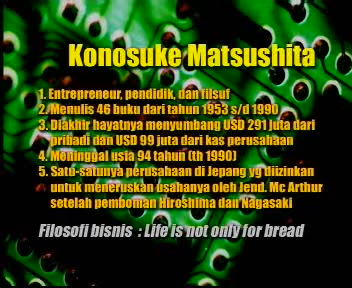 Konosuke Matsushita
1. Entrepreneur, pendidik, dan filsuf
2. Menulis 46 buku dari tahun 1953 s/d 1990
3. Diakhir hayatnya menyumbang USD 291 juta dari
pribadi dan USD 99 juta dari kas perusahaan
4. Meninggal usia 94 tahun (th 1990)
5. Satu-satunya perusahaan di Jepang yg diizinkan
untuk meneruskan usahanya oleh Jend. Mc Arthur
setelah pemboman Hiroshima dan Nagasaki
Filosofi bisnis : Life is not only for bread